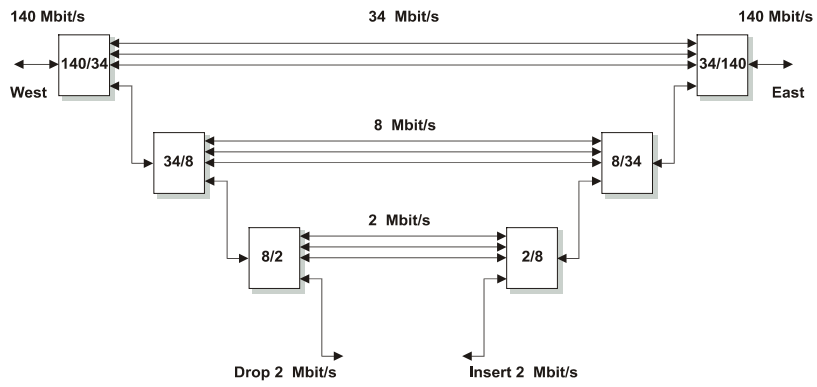 140 Mbit/s
34 Mbit/s
140 Mbit/s
140/34
34/140
West
East
8 Mbit/s
34/8
8/34
2 Mbit/s
8/2
2/8
Drop 2 Mbit/s
Insert 2 Mbit/s